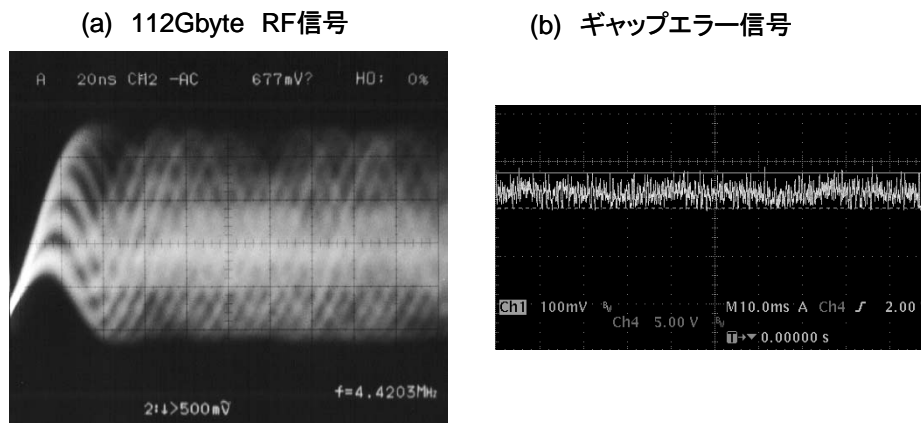 (a) 112Gbyte RF信号
(b) ギャップエラー信号
A 20ns CH2 -AC 677mV? HO: 0%
f=4.4203MHz
2:↓>500mṼ
Ch1 100mV
M10.0ms A Ch4 2.00
Ch4 5.00 V
0.00000 s